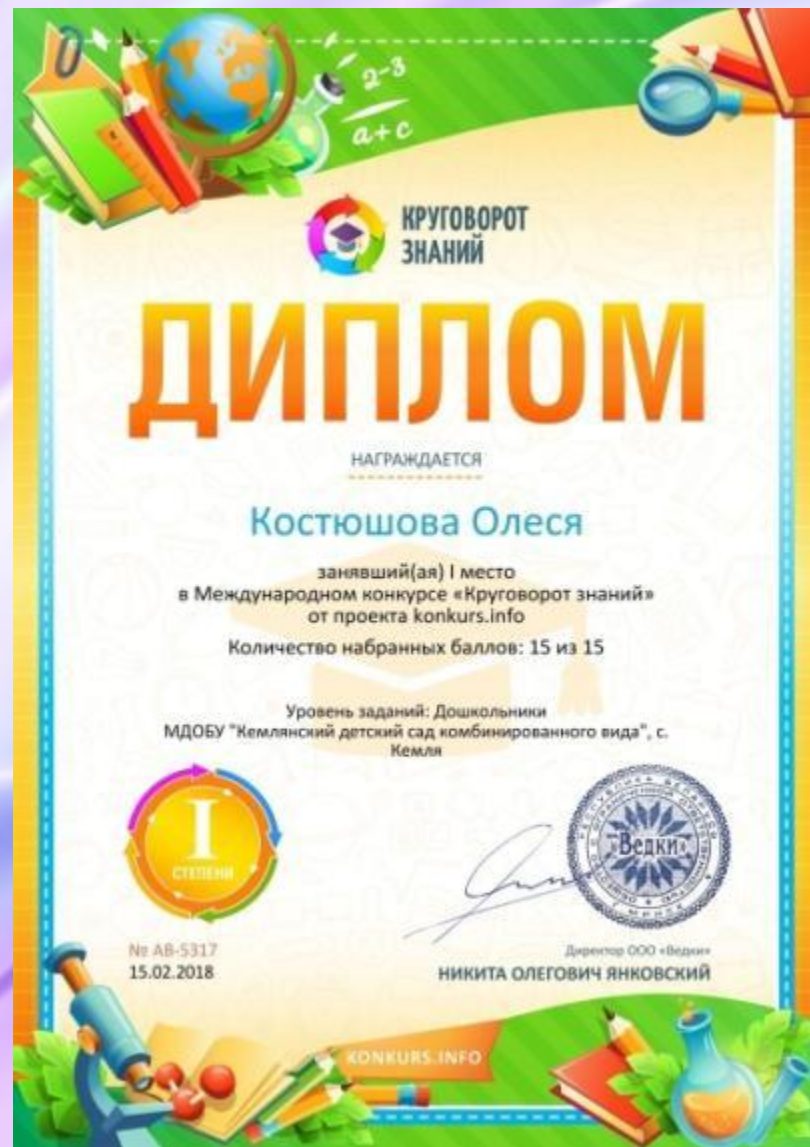 2-3
a+c
КРУГОВОРОТ
ЗНАНИЙ
ДИПЛОМ
НАГРАЖДАЕТСЯ
Костюшова Олеся
занявший(ая) I место
в Международном конкурсе «Круговорот знаний»
от проекта konkurs.info
Количество набранных баллов: 15 из 15
Уровень заданий: Дошкольники
МДОБУ "Кемлянский детский сад комбинированного вида", с.
Кемля
I
СТЕПЕНИ
«Ведки»
№ АВ-5317
15.02.2018
Директор ООО «Ведки»
НИКИТА ОЛЕГОВИЧ ЯНКОВСКИЙ
KONKURS.INFO